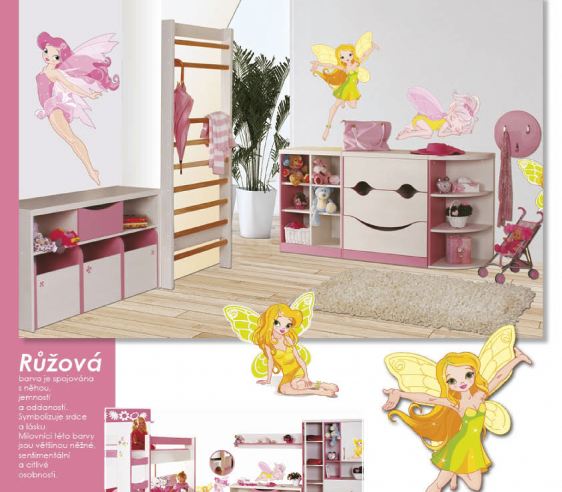 Růžová
barva je spojována
s něhou,
jemností
a oddaností.
Symbolizuje srdce
a lásku.
Milovníci této barvy
jsou většinou něžné,
sentimentální
a citlivé
osobnosti.